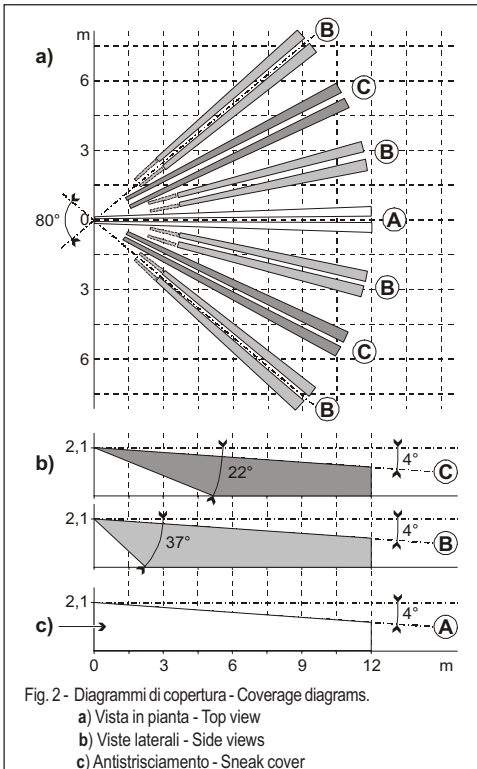 m
a)
B
6
C
3
B
80°
0
A
3
B
6
C
B
2,1
b)
22°
4°
C
2,1
37°
4°
B
2,1
c)
4°
A
0 3 6 9 12 m
Fig. 2 - Diagrammi di copertura - Coverage diagrams.
a) Vista in pianta - Top view
b) Viste laterali - Side views
c) Antistrisciamento - Sneak cover